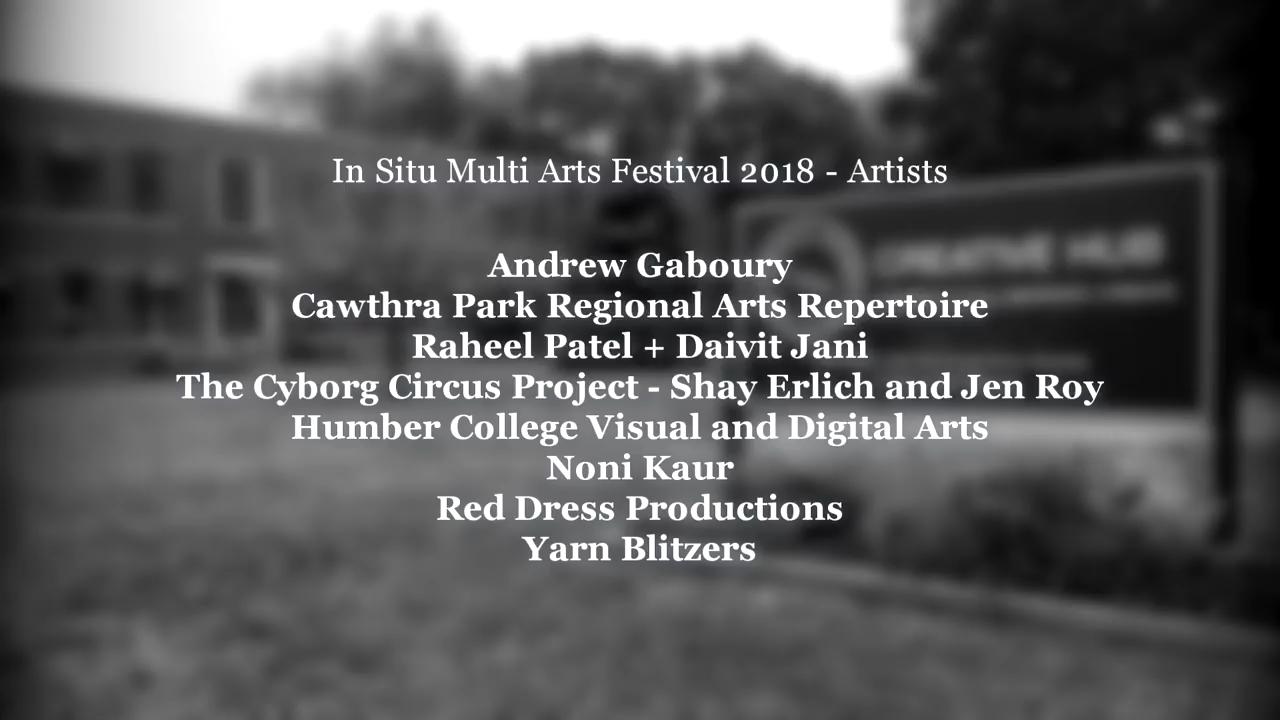 In Situ Multi Arts Festival 2018 - Artists
Andrew Gaboury
Cawthra Park Regional Arts Repertoire
Raheel Patel + Daivit Jani
The Cyborg Circus Project - Shay Erlich and Jen Roy
Humber College Visual and Digital Arts
Noni Kaur
Red Dress Productions
Yarn Blitzers
CREATIVE HUB